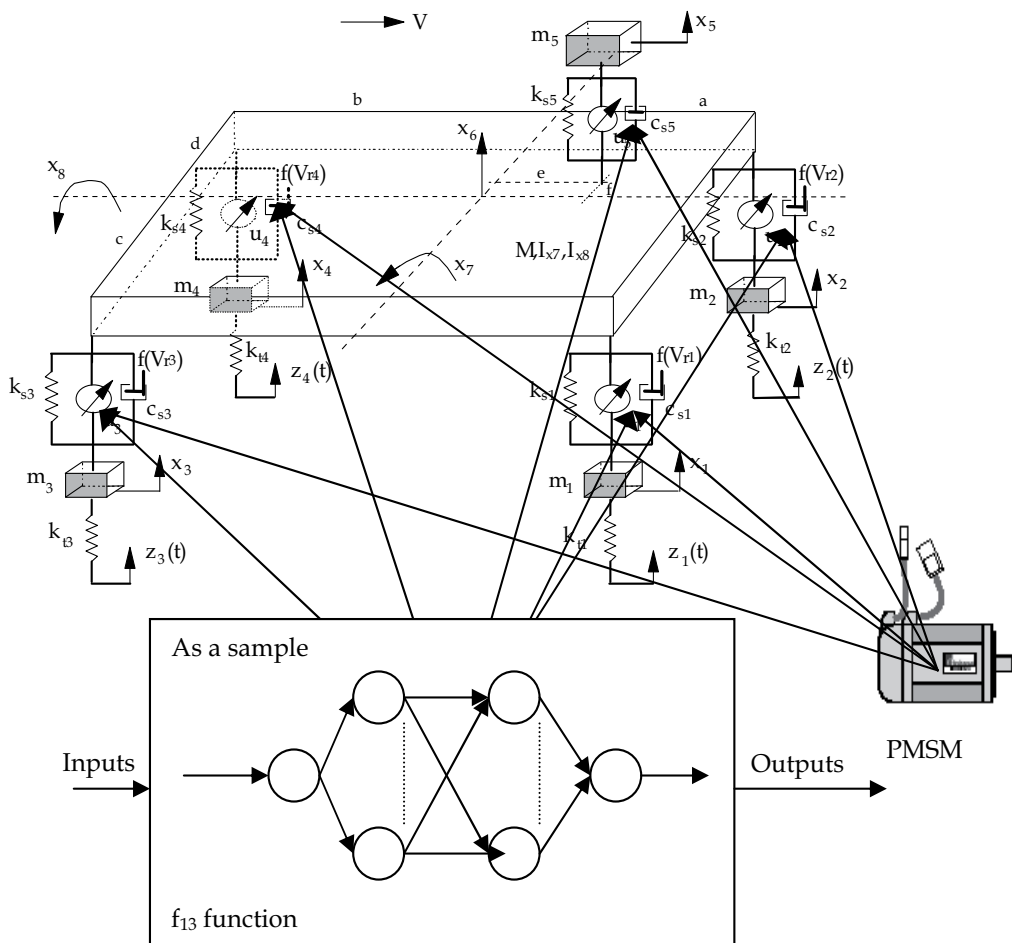 V
m5
x5
ks5
cs5
b
a
d
x6
x8
e
f
f(Vr4)
f(Vr2)
ks4
u4
cs4
ks2
cs2
c
M,Ix7,Ix8
x7
x4
m4
m2
x2
kt4
z4(t)
kt2
z2(t)
f(Vr3)
f(Vr1)
ks3
cs3
ks1
cs1
m3
x3
m1
x1
kt3
z3(t)
kt1
z1(t)
As a sample
Inputs
Outputs
PMSM
f13 function